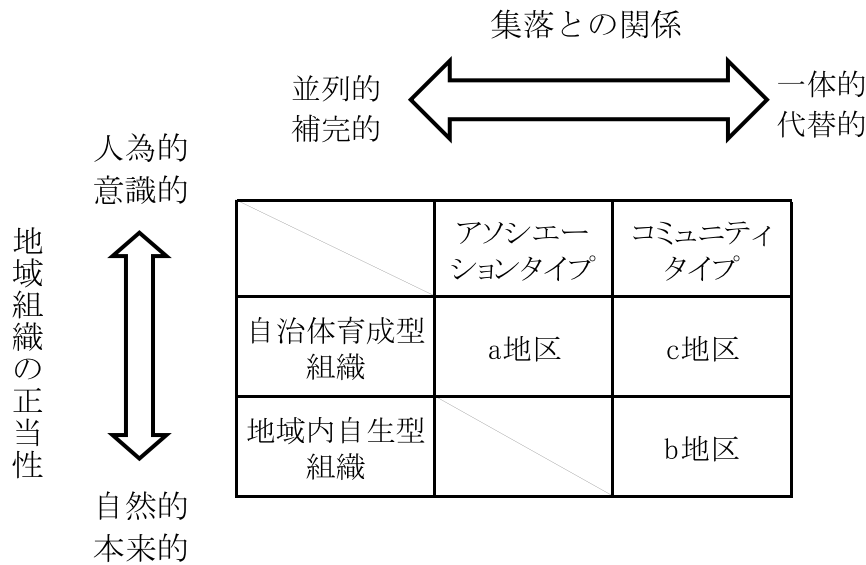 集落との関係
並列的
補完的
一体的
代替的
人為的
意識的
地域組織の正当性
自然的
本来的
アソシエー
ションタイプ
コミュニティ
タイプ
自治体育成型
組織
a地区
c地区
地域内自生型
組織
b地区